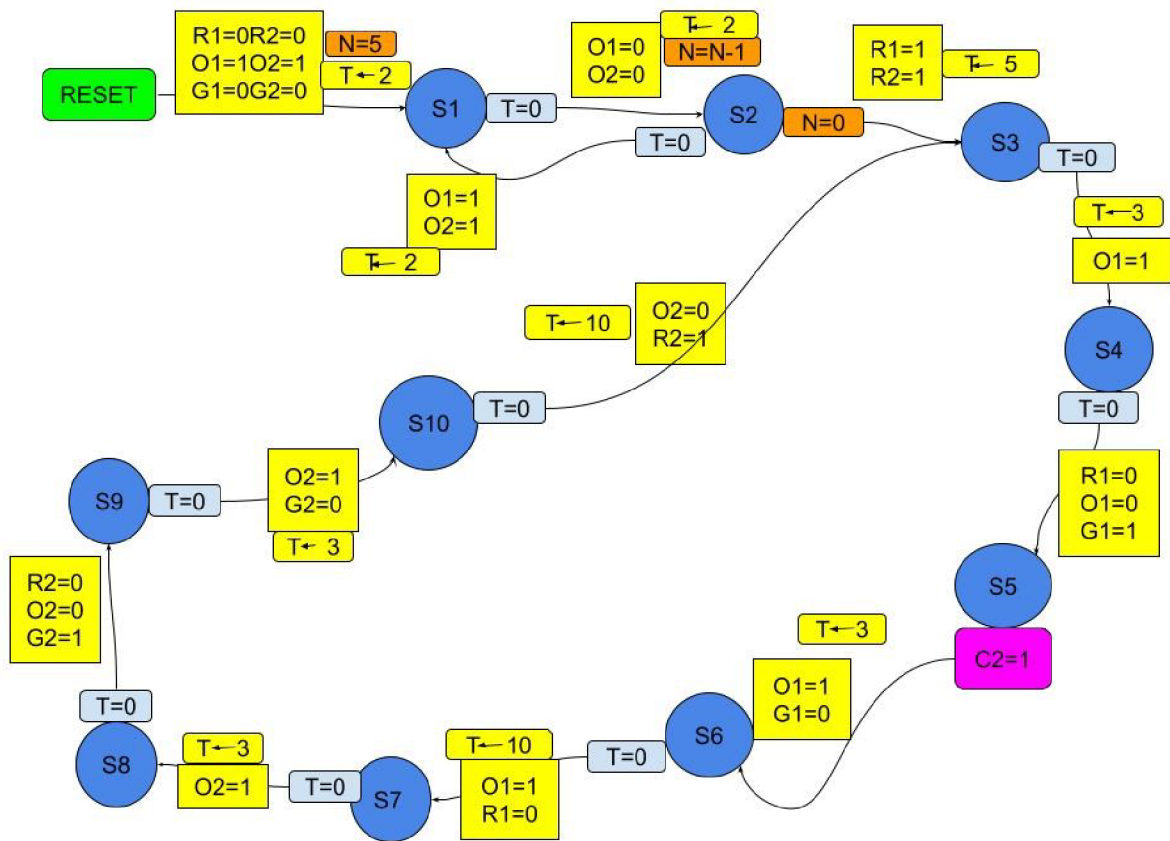 RESET
R1=0R2=0
O1=1O2=1
G1=0G2=0
N=5
T← 2
S1
T=0
O1=0
O2=0
T← 2
N=N-1
S2
T=0
N=0
O1=1
O2=1
T← 2
R1=1
R2=1
T← 5
S3
T=0
T←3
O1=1
S4
T=0
R1=0
O1=0
G1=1
S5
C2=1
T←3
O1=1
G1=0
S6
T=0
T←10
O1=1
R1=0
S7
T=0
T←3
O2=1
S8
T=0
R2=0
O2=0
G2=1
S9
T=0
O2=1
G2=0
T← 3
S10
T=0
T←10
O2=0
R2=1